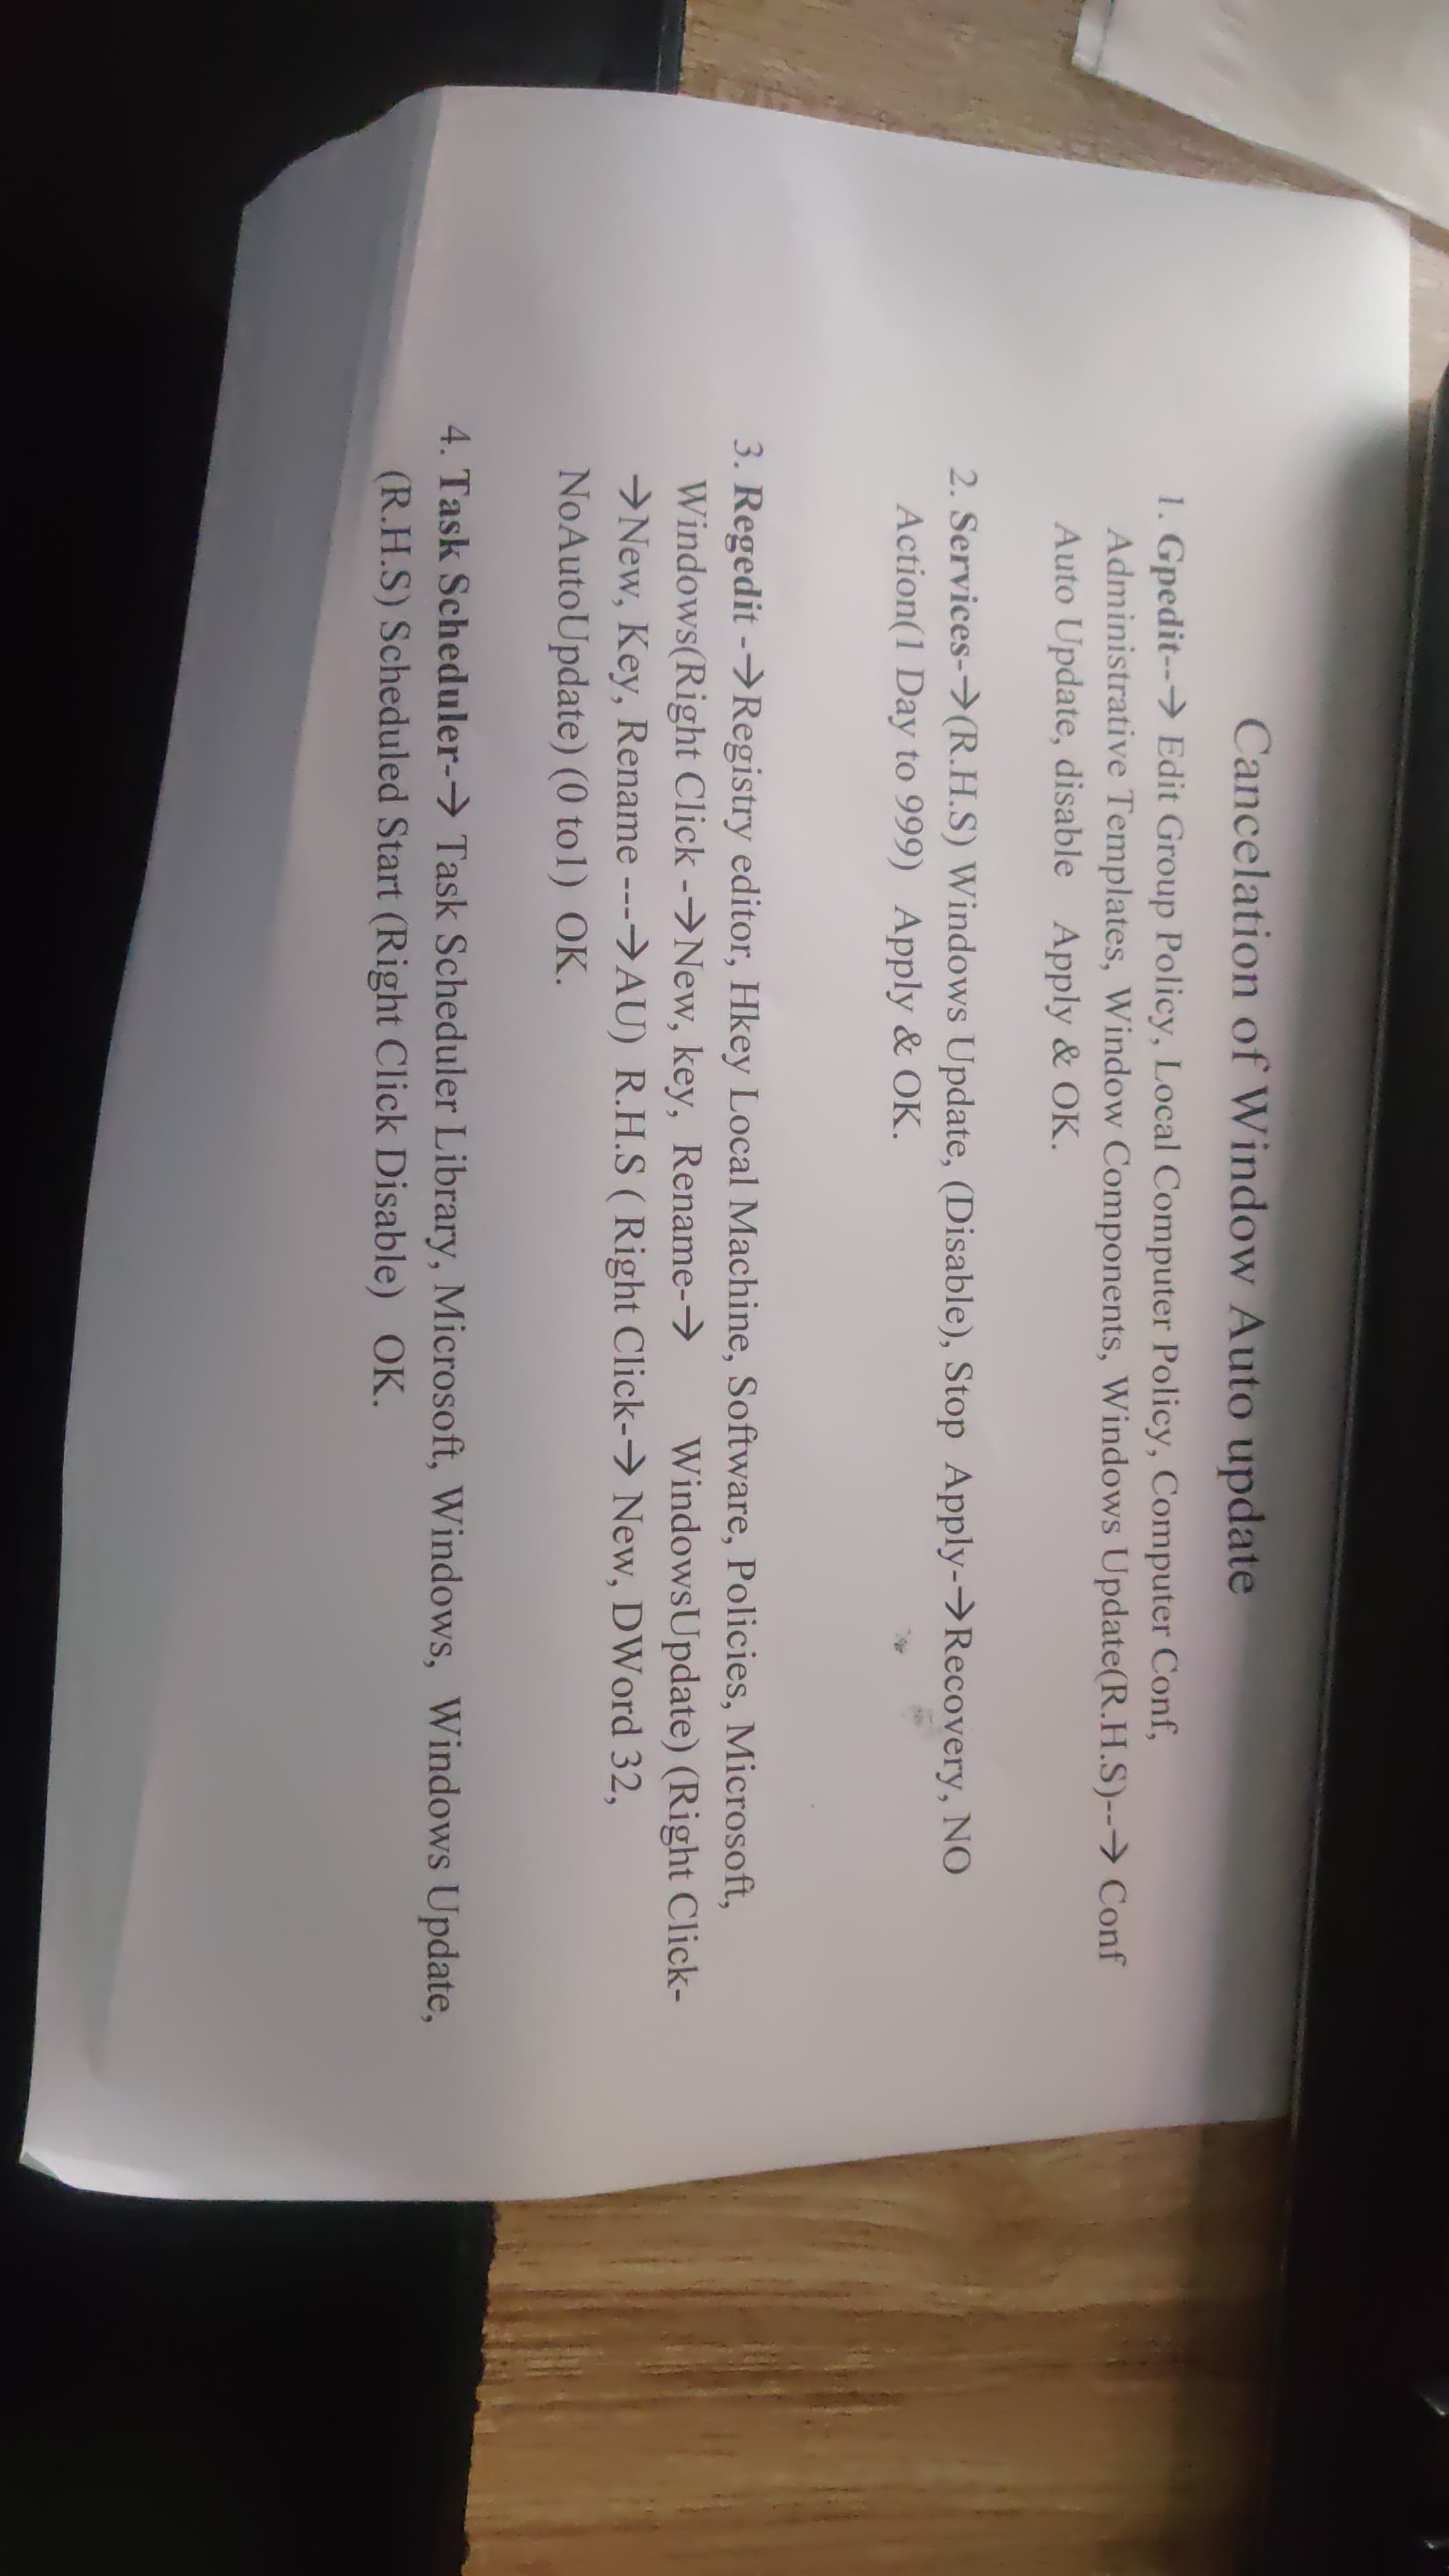 Cancelation of Window Auto update
1. Gpedit--→ Edit Group Policy, Local Computer Policy, Computer Conf,
Administrative Templates, Window Components, Windows Update(R.H.S)--→ Conf
Auto Update, disable Apply & OK.
2. Services-→(R.H.S) Windows Update, (Disable), Stop Apply-→Recovery, NO
Action(1 Day to 999) Apply & OK.
3. Regedit -→Registry editor, Hkey Local Machine, Software, Policies, Microsoft,
Windows(Right Click -→New, key, Rename-→ WindowsUpdate) (Right Click-
→New, Key, Rename ---→AU) R.H.S ( Right Click-→ New, DWord 32,
NoAutoUpdate) (0 to1) OK.
4. Task Scheduler-→ Task Scheduler Library, Microsoft, Windows, Windows Update,
(R.H.S) Scheduled Start (Right Click Disable) OK.